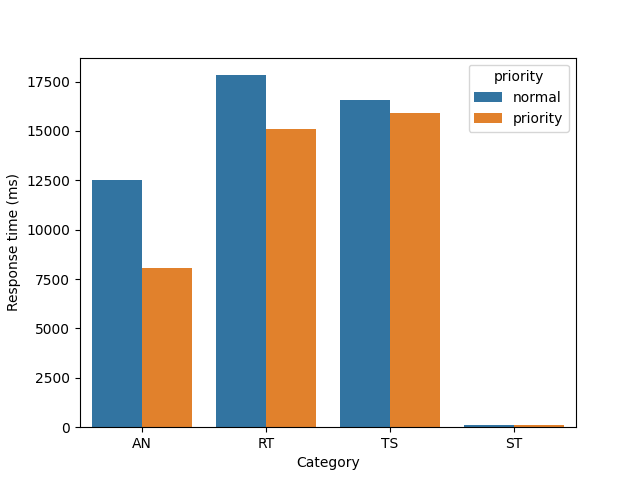 priority
normal
priority
17500
15000
12500
10000
7500
5000
2500
0
Response time (ms)
AN RT TS ST
Category